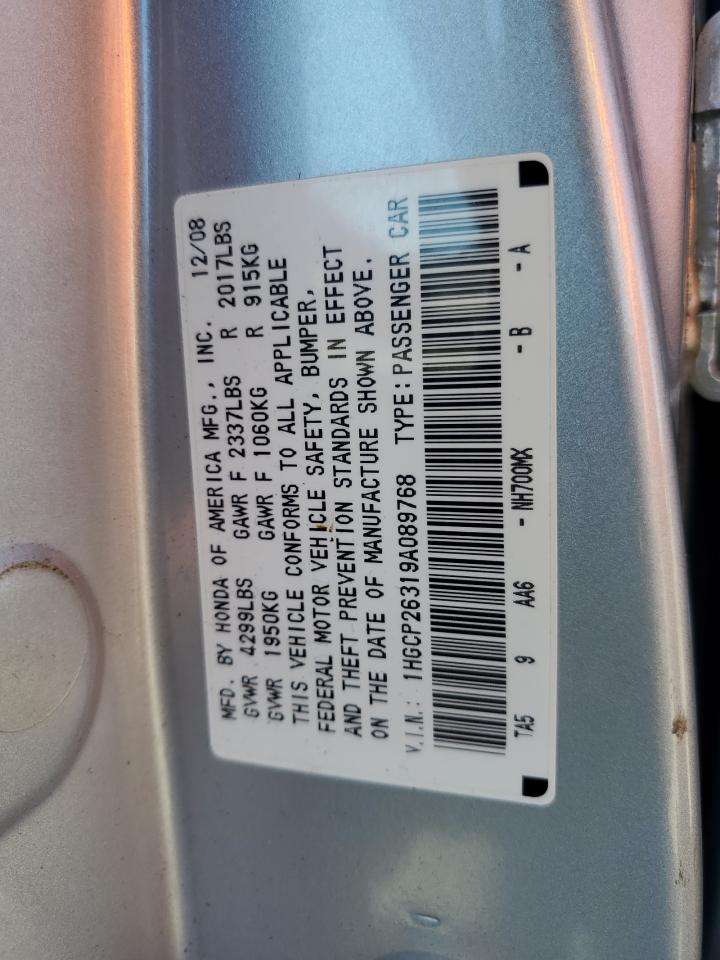 MFD. BY HONDA OF AMERICA MFG., INC. 12/08
GVWR 4299LBS GAWR F 2337LBS R 2017LBS
GVWR 1950KG GAWR F 1060KG R 915KG
THIS VEHICLE CONFORMS TO ALL APPLICABLE
FEDERAL MOTOR VEHICLE SAFETY, BUMPER,
AND THEFT PREVENTION STANDARDS IN EFFECT
ON THE DATE OF MANUFACTURE SHOWN ABOVE.
V.I.N.: 1HGCP26319A089768 TYPE:PASSENGER CAR
TA5 9 AA6 - NH700MX - B - A